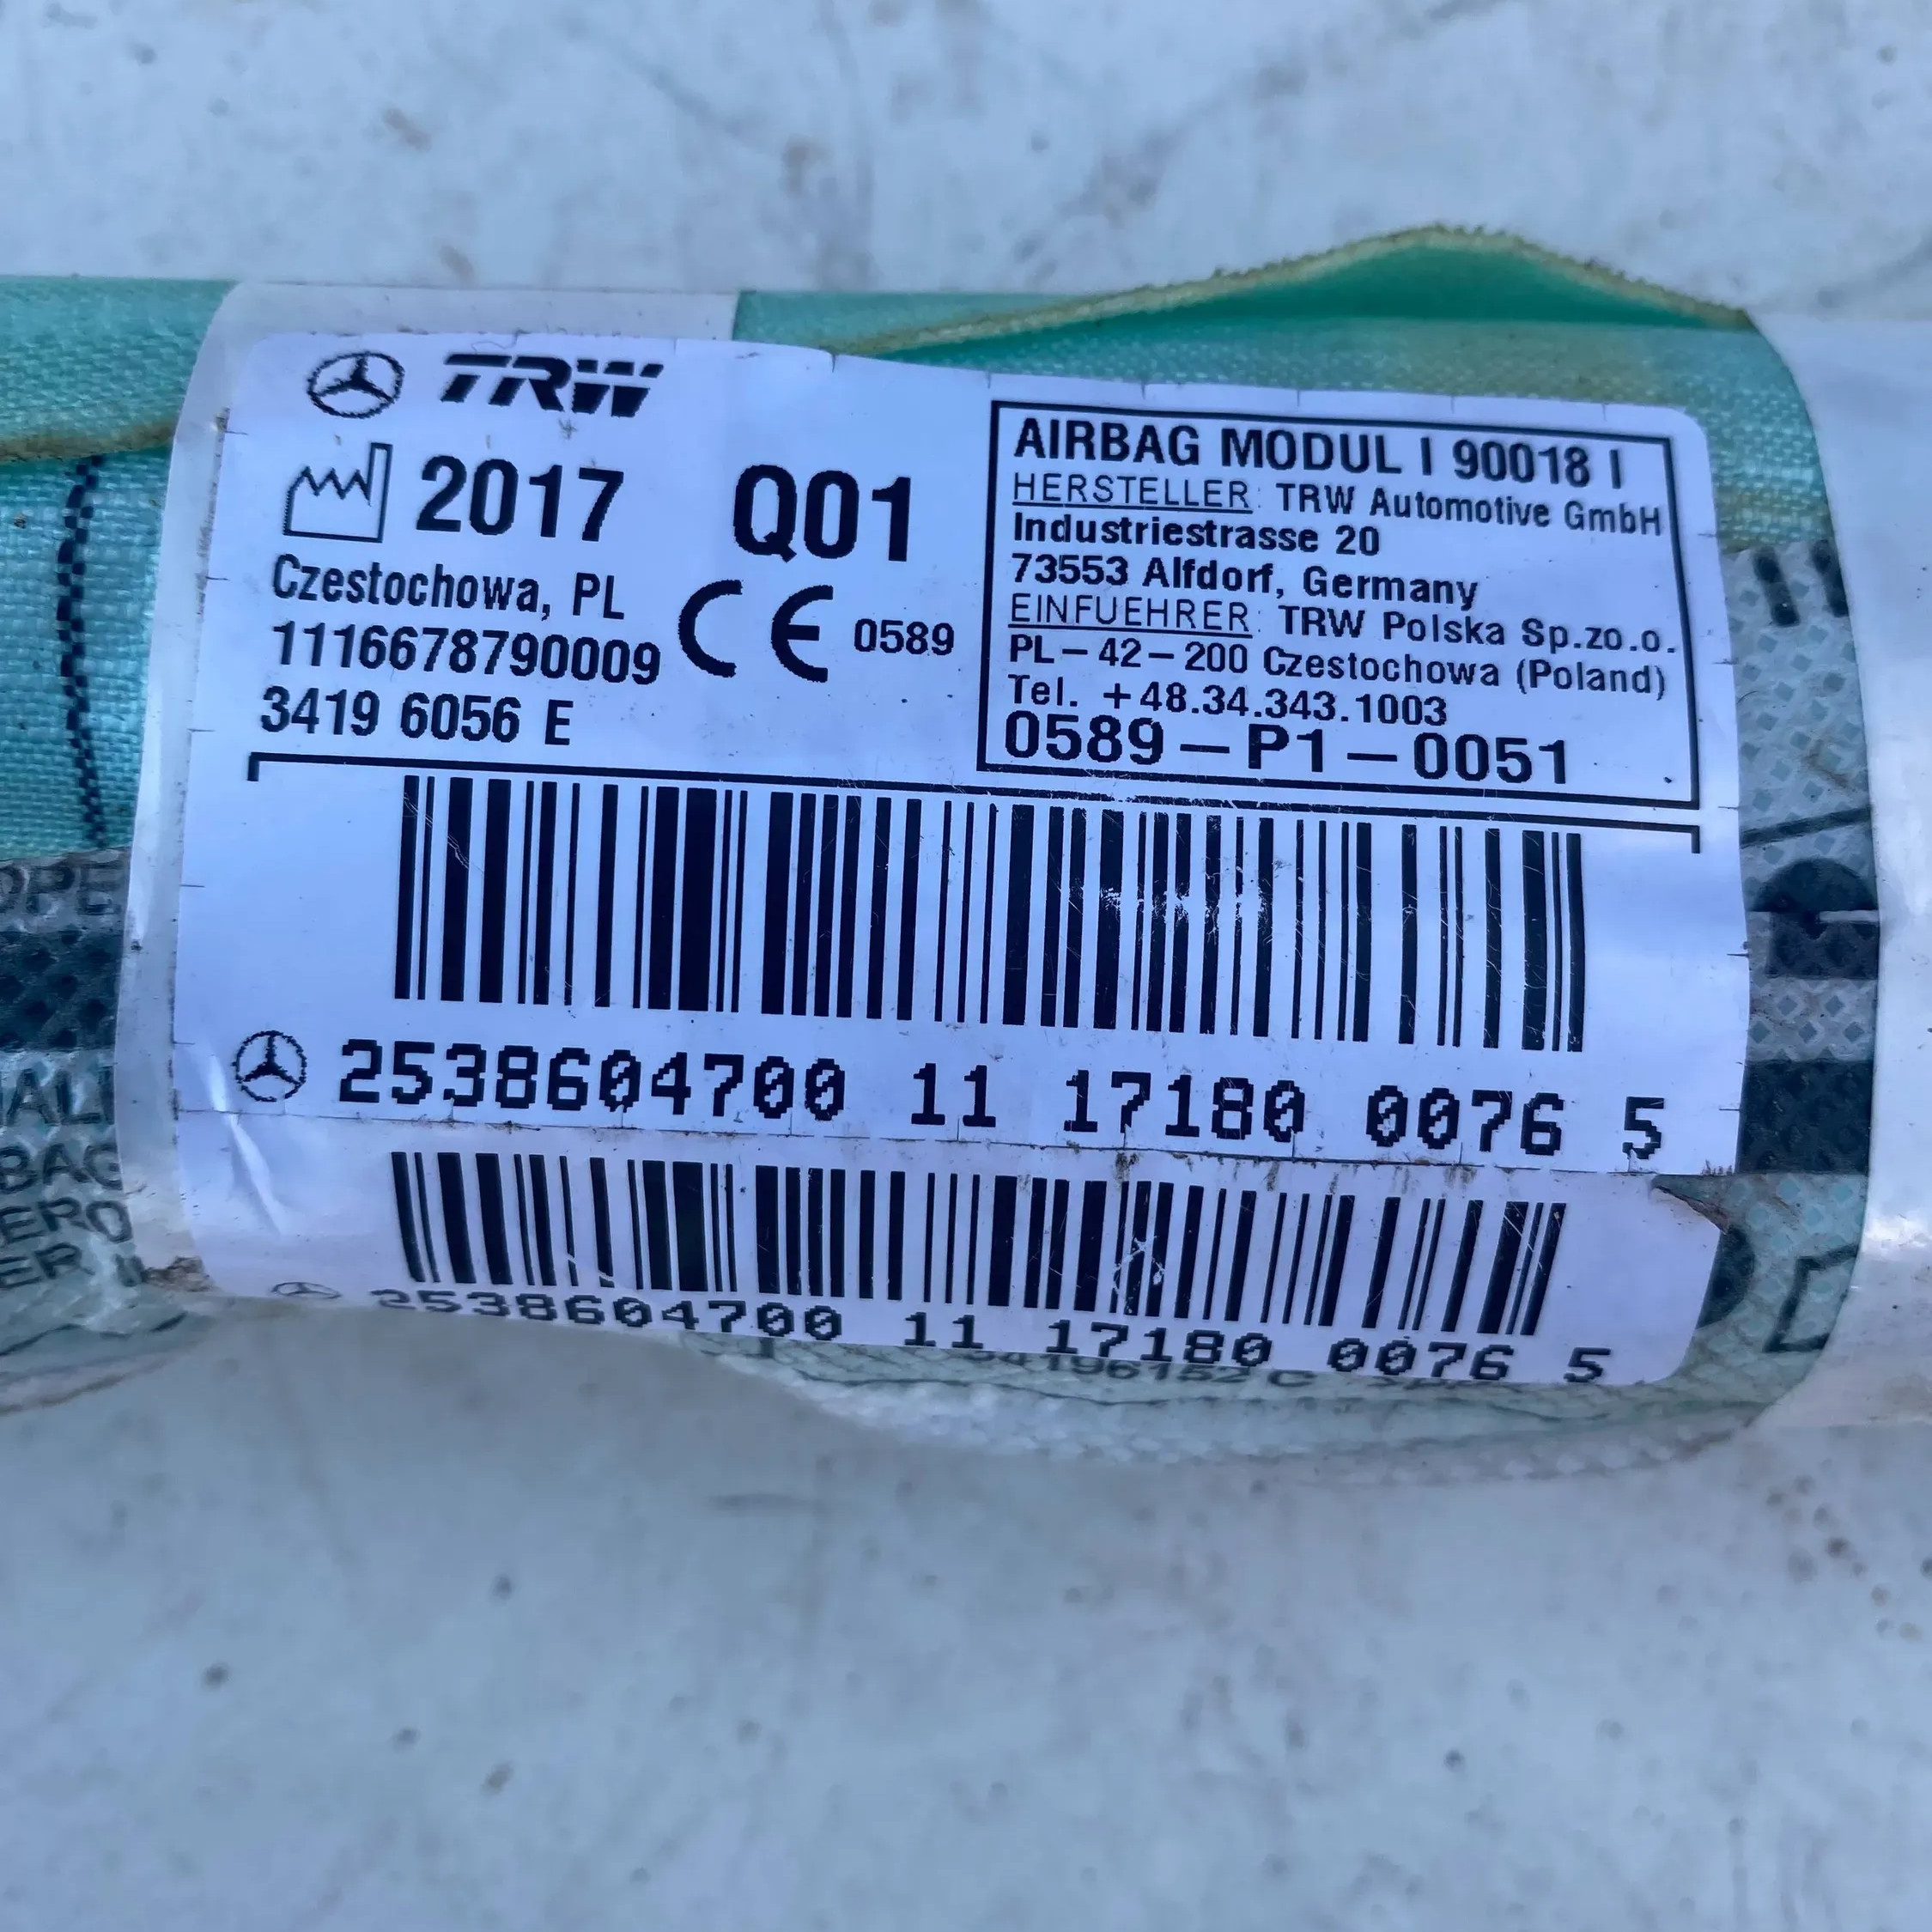 TRW
2017 Q01
Czestochowa, PL
1116678790009
3419 6056 E
CE 0589
AIRBAG MODUL I 90018 I
HERSTELLER: TRW Automotive GmbH
Industriestrasse 20
73553 Alfdorf, Germany
EINFUEHRER: TRW Polska Sp.zo.o.
PL-42-200 Czestochowa (Poland)
Tel. +48.34.343.1003
0589-P1-0051
2538604700 11 17180 0076 5
2538604700 11 17180 0076 5
34196152 C